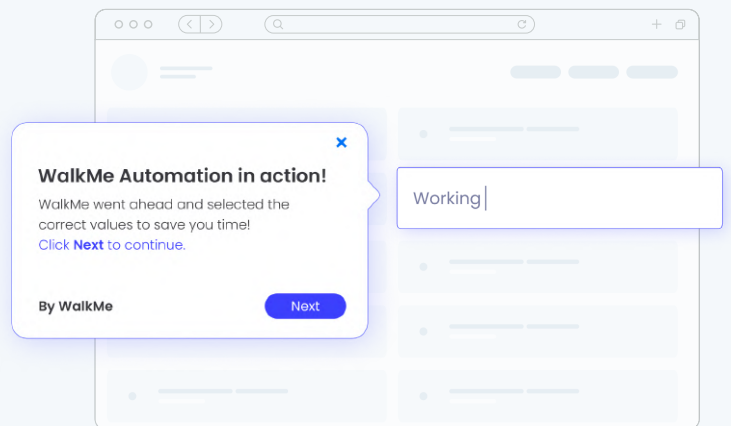 WalkMe Automation in action!
WalkMe went ahead and selected the
correct values to save you time!
Click Next to continue.
By WalkMe
Next
Working